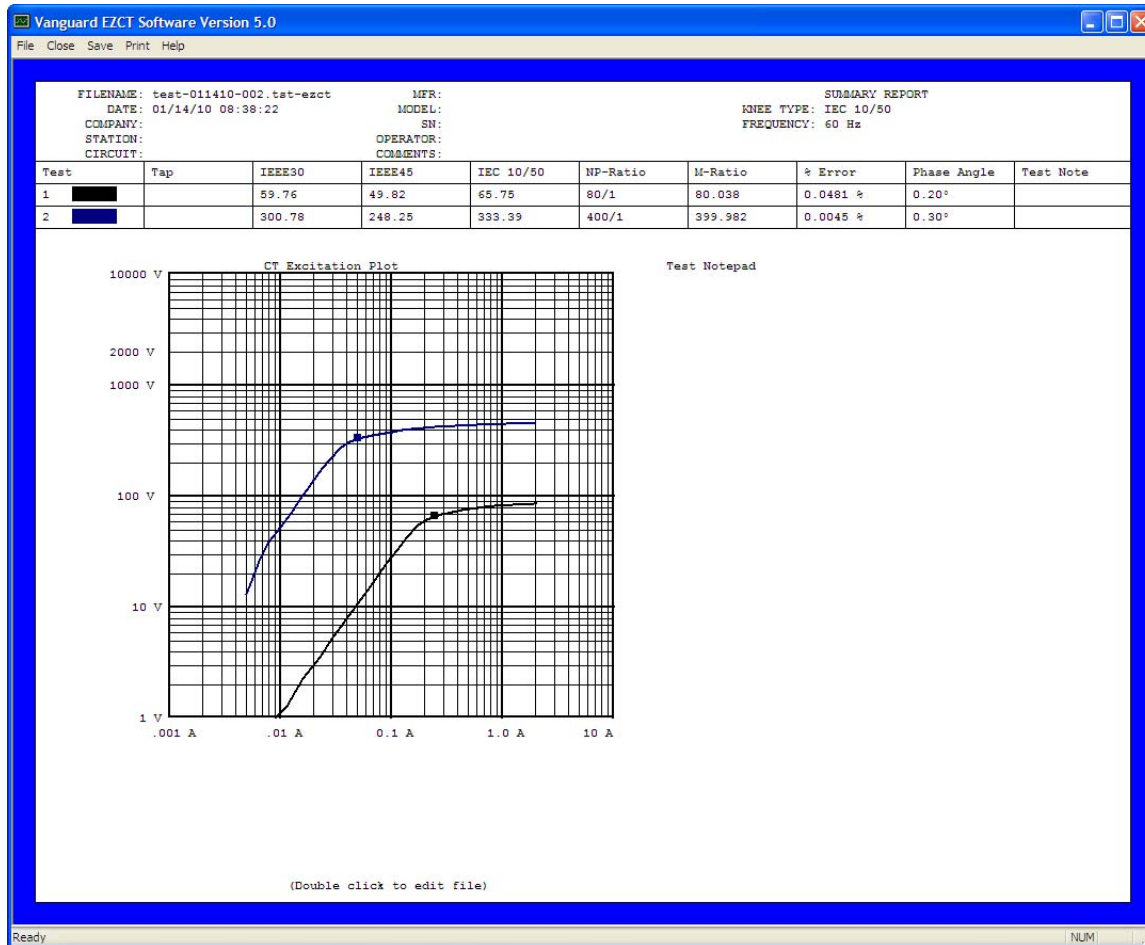 Vanguard EZCT Software Version 5.0
File Close Save Print Help
FILENAME: test-011410-002.tst-ezct MFR: SUMMARY REPORT
DATE: 01/14/10 08:38:22 MODEL: KNEE TYPE: IEC 10/50
COMPANY: SN: FREQUENCY: 60 Hz
STATION: OPERATOR:
CIRCUIT: COMMENTS:
Test Tap IEEE30 IEEE45 IEC 10/50 NP-Ratio M-Ratio % Error Phase Angle Test Note
1 59.76 49.82 65.75 80/1 80.038 0.0481 % 0.20°
2 300.78 248.25 333.39 400/1 399.982 0.0045 % 0.30°
CT Excitation Plot Test Notepad
10000 V
2000 V
1000 V
100 V
10 V
1 V
.001 A .01 A 0.1 A 1.0 A 10 A
(Double click to edit file)
Ready NUM